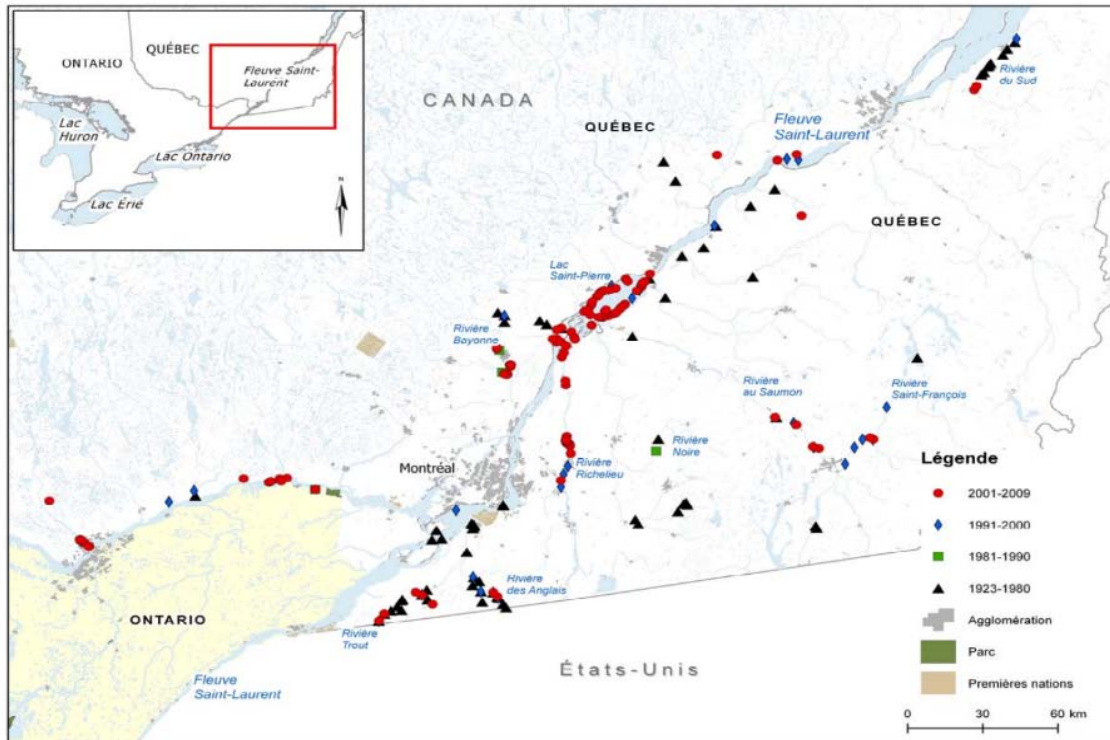 QUÉBEC
ONTARIO
Fleuve Saint-
Laurent
Lac
Huron
Lac Ontario
Lac Érié
N
CANADA
QUÉBEC
Fleuve
Saint-Laurent
Rivière
du Sud
QUÉBEC
Lac
Saint-Pierre
Rivière
Bayonne
Rivière
au Saumon
Rivière
Saint-François
Rivière
Noire
Montréal
Rivière
Richelieu
Rivière
des Anglais
ONTARIO
Rivière
Trout
Fleuve
Saint-Laurent
États-Unis
Légende
2001-2009
1991-2000
1981-1990
1923-1980
Agglomération
Parc
Premières nations
0 30 60 km